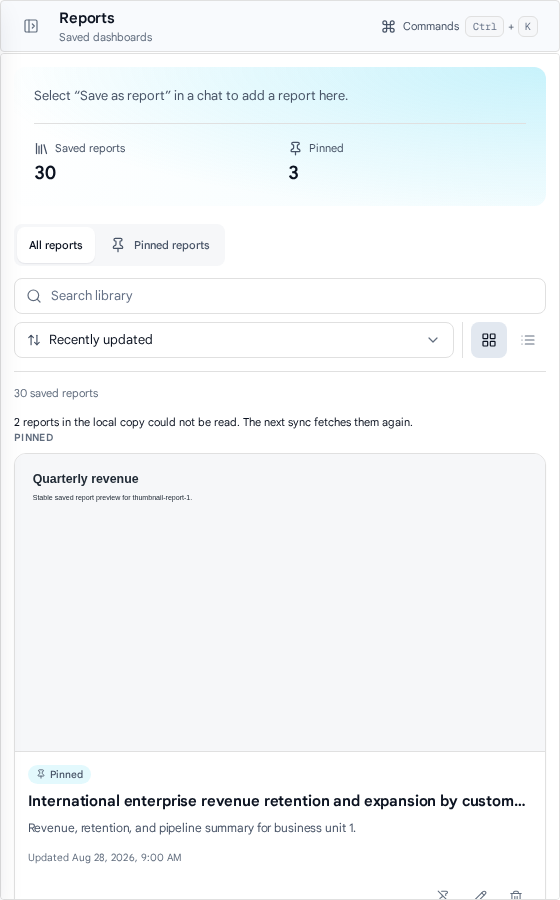 Reports
Saved dashboards
Commands Ctrl + K
Select “Save as report” in a chat to add a report here.
Saved reports
30
Pinned
3
All reports
Pinned reports
Search library
Recently updated
30 saved reports
2 reports in the local copy could not be read. The next sync fetches them again.
PINNED
Quarterly revenue
Stable saved report preview for thumbnail-report-1.
Pinned
International enterprise revenue retention and expansion by custom...
Revenue, retention, and pipeline summary for business unit 1.
Updated Aug 28, 2026, 9:00 AM